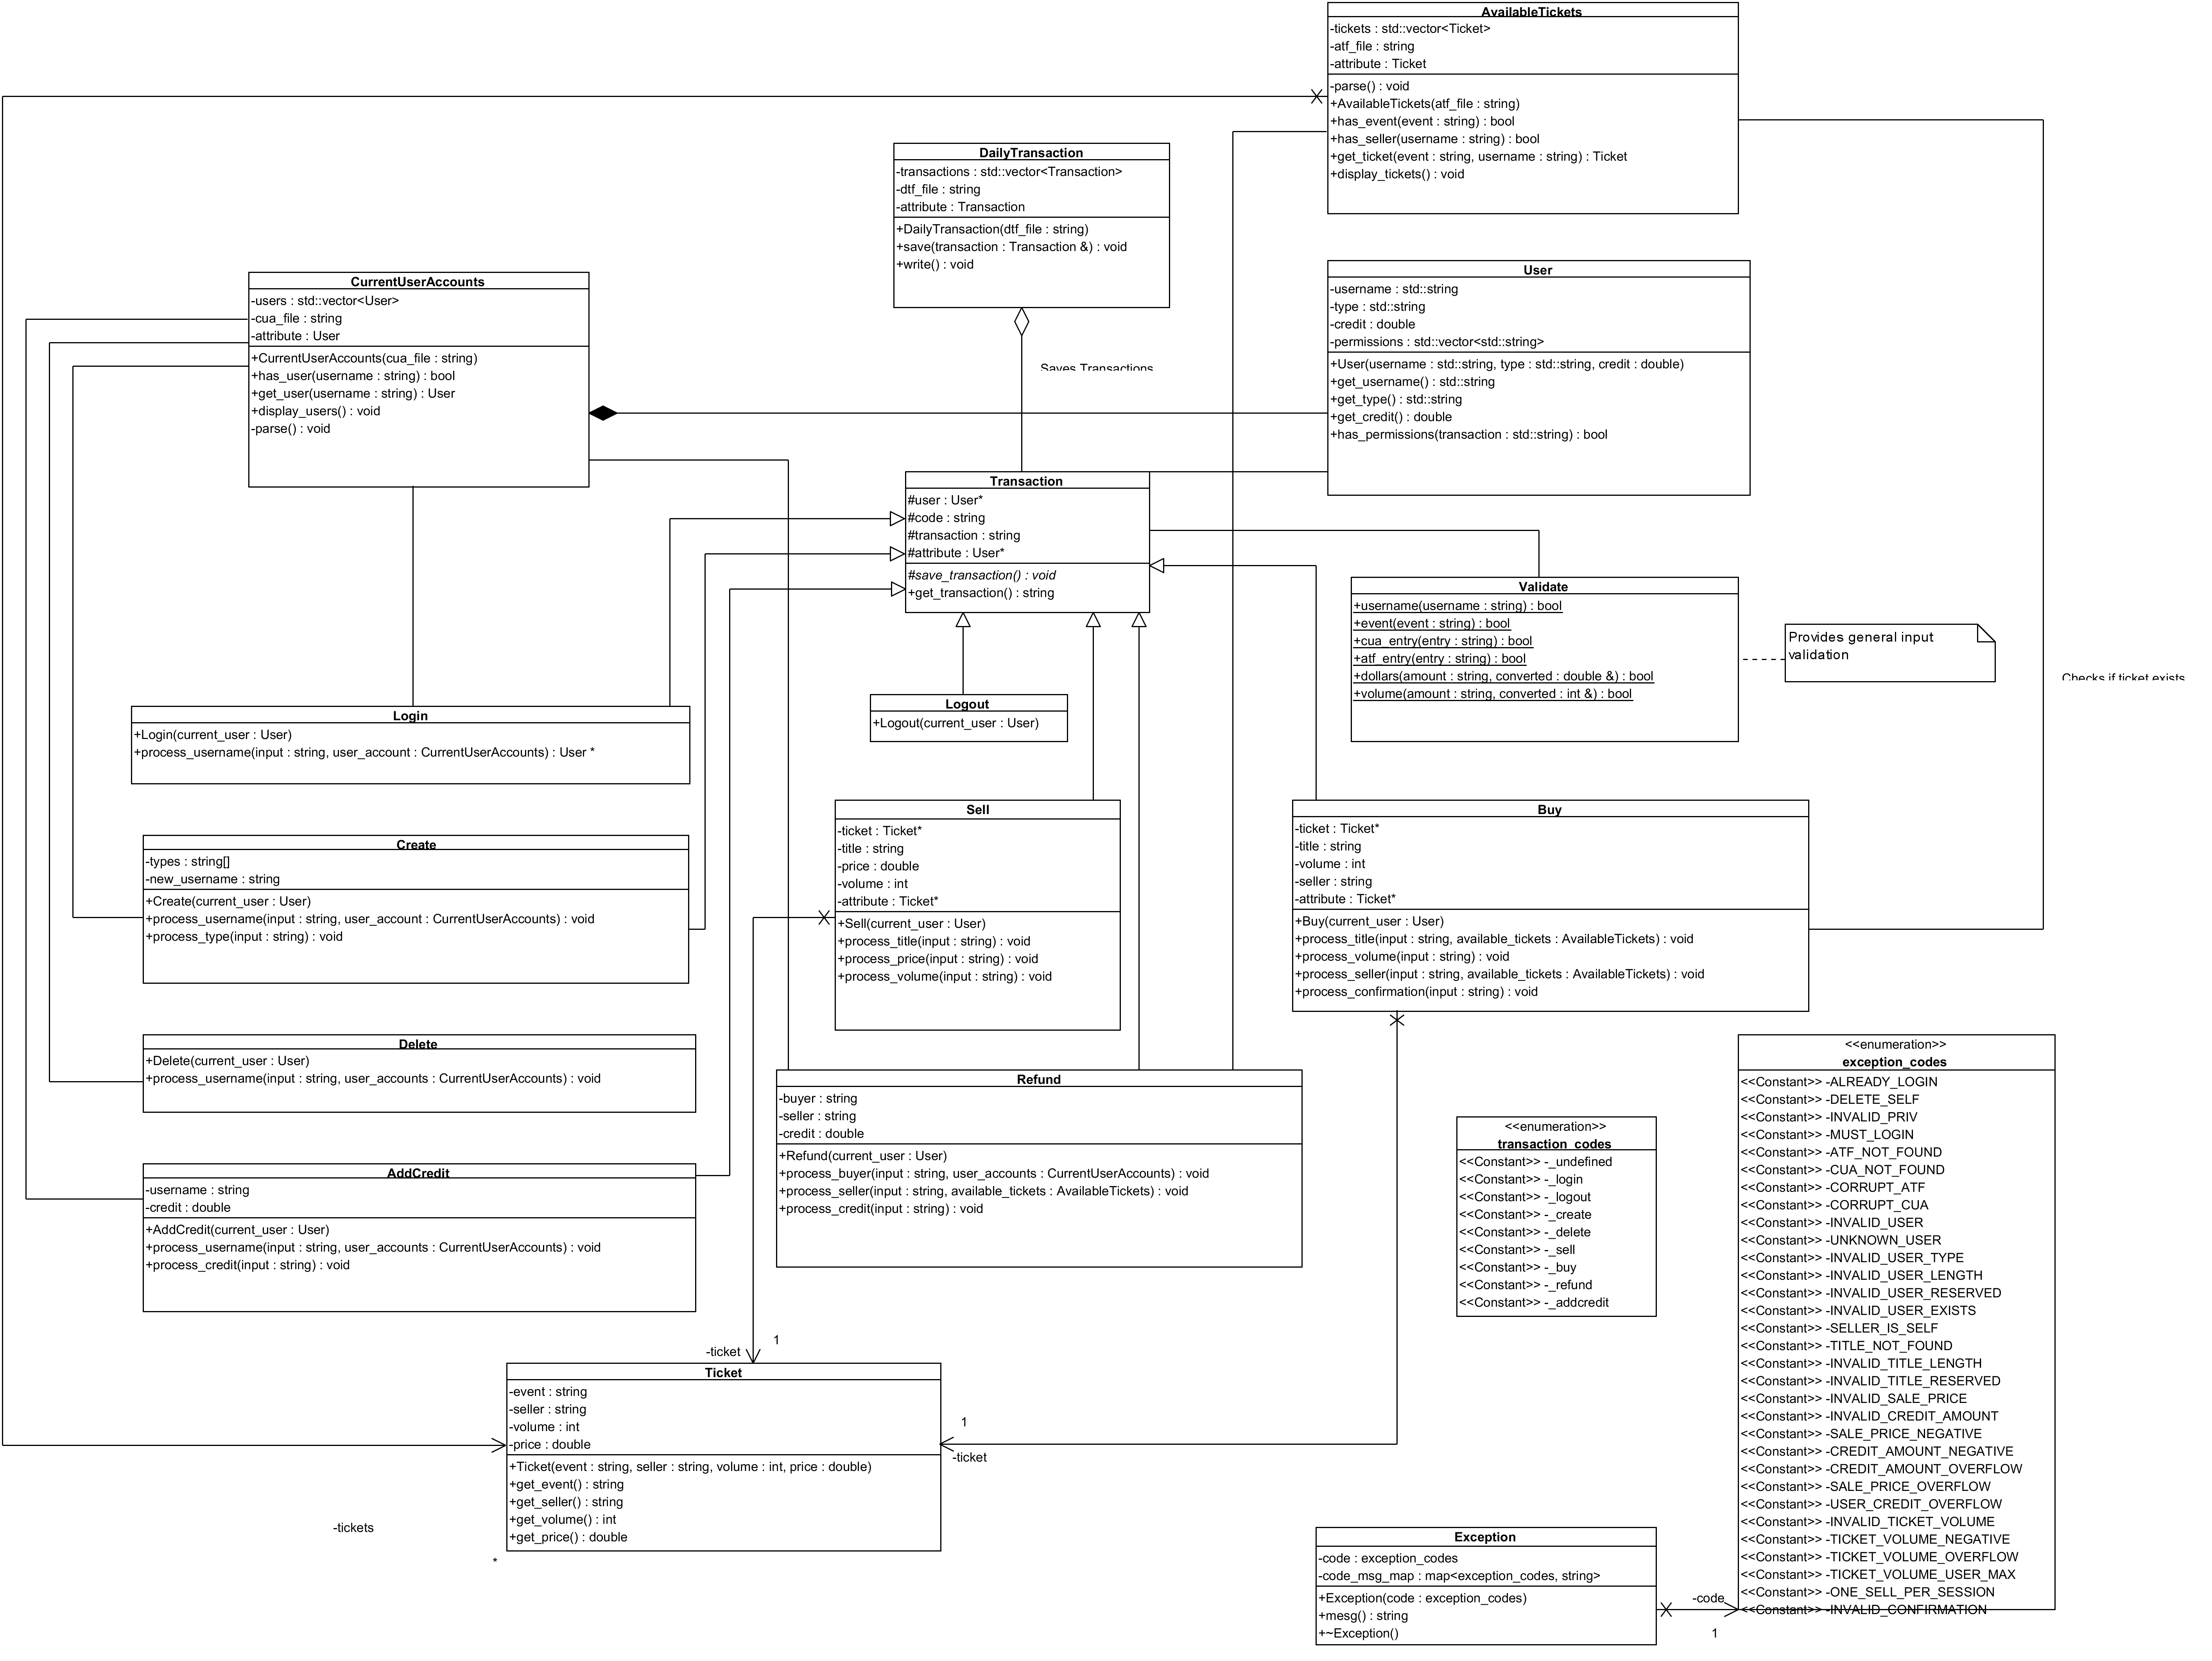 AvailableTickets
-tickets : std::vector<Ticket>
-atf_file : string
-attribute : Ticket
-parse() : void
+AvailableTickets(atf_file : string)
+has_event(event : string) : bool
+has_seller(username : string) : bool
+get_ticket(event : string, username : string) : Ticket
+display_tickets() : void
DailyTransaction
-transactions : std::vector<Transaction>
-dtf_file : string
-attribute : Transaction
+DailyTransaction(dtf_file : string)
+save(transaction : Transaction &) : void
+write() : void
CurrentUserAccounts
-users : std::vector<User>
-cua_file : string
-attribute : User
+CurrentUserAccounts(cua_file : string)
+has_user(username : string) : bool
+get_user(username : string) : User
+display_users() : void
-parse() : void
User
-username : std::string
-type : std::string
-credit : double
-permissions : std::vector<std::string>
+User(username : std::string, type : std::string, credit : double)
+get_username() : std::string
+get_type() : std::string
+get_credit() : double
+has_permissions(transaction : std::string) : bool
Saves Transactions
Transaction
#user : User*
#code : string
#transaction : string
#attribute : User*
#save_transaction() : void
+get_transaction() : string
Validate
+username(username : string) : bool
+event(event : string) : bool
+cua_entry(entry : string) : bool
+atf_entry(entry : string) : bool
+dollars(amount : string, converted : double &) : bool
+volume(amount : string, converted : int &) : bool
Provides general input
validation
Checks if ticket exists
Logout
+Logout(current_user : User)
Login
+Login(current_user : User)
+process_username(input : string, user_account : CurrentUserAccounts) : User *
Create
-types : string[]
-new_username : string
+Create(current_user : User)
+process_username(input : string, user_account : CurrentUserAccounts) : void
+process_type(input : string) : void
Sell
-ticket : Ticket*
-title : string
-price : double
-volume : int
-attribute : Ticket*
+Sell(current_user : User)
+process_title(input : string) : void
+process_price(input : string) : void
+process_volume(input : string) : void
Buy
-ticket : Ticket*
-title : string
-volume : int
-seller : string
-attribute : Ticket*
+Buy(current_user : User)
+process_title(input : string, available_tickets : AvailableTickets) : void
+process_volume(input : string) : void
+process_seller(input : string, available_tickets : AvailableTickets) : void
+process_confirmation(input : string) : void
Delete
+Delete(current_user : User)
+process_username(input : string, user_accounts : CurrentUserAccounts) : void
Refund
-buyer : string
-seller : string
-credit : double
+Refund(current_user : User)
+process_buyer(input : string, user_accounts : CurrentUserAccounts) : void
+process_seller(input : string, available_tickets : AvailableTickets) : void
+process_credit(input : string) : void
AddCredit
-username : string
-credit : double
+AddCredit(current_user : User)
+process_username(input : string, user_accounts : CurrentUserAccounts) : void
+process_credit(input : string) : void
<<enumeration>>
transaction_codes
<<Constant>> -_undefined
<<Constant>> -_login
<<Constant>> -_logout
<<Constant>> -_create
<<Constant>> -_delete
<<Constant>> -_sell
<<Constant>> -_buy
<<Constant>> -_refund
<<Constant>> -_addcredit
<<enumeration>>
exception_codes
<<Constant>> -ALREADY_LOGIN
<<Constant>> -DELETE_SELF
<<Constant>> -INVALID_PRIV
<<Constant>> -MUST_LOGIN
<<Constant>> -ATF_NOT_FOUND
<<Constant>> -CUA_NOT_FOUND
<<Constant>> -CORRUPT_ATF
<<Constant>> -CORRUPT_CUA
<<Constant>> -INVALID_USER
<<Constant>> -UNKNOWN_USER
<<Constant>> -INVALID_USER_TYPE
<<Constant>> -INVALID_USER_LENGTH
<<Constant>> -INVALID_USER_RESERVED
<<Constant>> -INVALID_USER_EXISTS
<<Constant>> -SELLER_IS_SELF
<<Constant>> -TITLE_NOT_FOUND
<<Constant>> -INVALID_TITLE_LENGTH
<<Constant>> -INVALID_TITLE_RESERVED
<<Constant>> -INVALID_SALE_PRICE
<<Constant>> -INVALID_CREDIT_AMOUNT
<<Constant>> -SALE_PRICE_NEGATIVE
<<Constant>> -CREDIT_AMOUNT_NEGATIVE
<<Constant>> -CREDIT_AMOUNT_OVERFLOW
<<Constant>> -SALE_PRICE_OVERFLOW
<<Constant>> -USER_CREDIT_OVERFLOW
<<Constant>> -INVALID_TICKET_VOLUME
<<Constant>> -TICKET_VOLUME_NEGATIVE
<<Constant>> -TICKET_VOLUME_OVERFLOW
<<Constant>> -TICKET_VOLUME_USER_MAX
<<Constant>> -ONE_SELL_PER_SESSION
<<Constant>> -INVALID_CONFIRMATION
1
-ticket
Ticket
-event : string
-seller : string
-volume : int
-price : double
+Ticket(event : string, seller : string, volume : int, price : double)
+get_event() : string
+get_seller() : string
+get_volume() : int
+get_price() : double
1
-ticket
-tickets
*
Exception
-code : exception_codes
-code_msg_map : map<exception_codes, string>
+Exception(code : exception_codes)
+mesg() : string
+~Exception()
-code
1